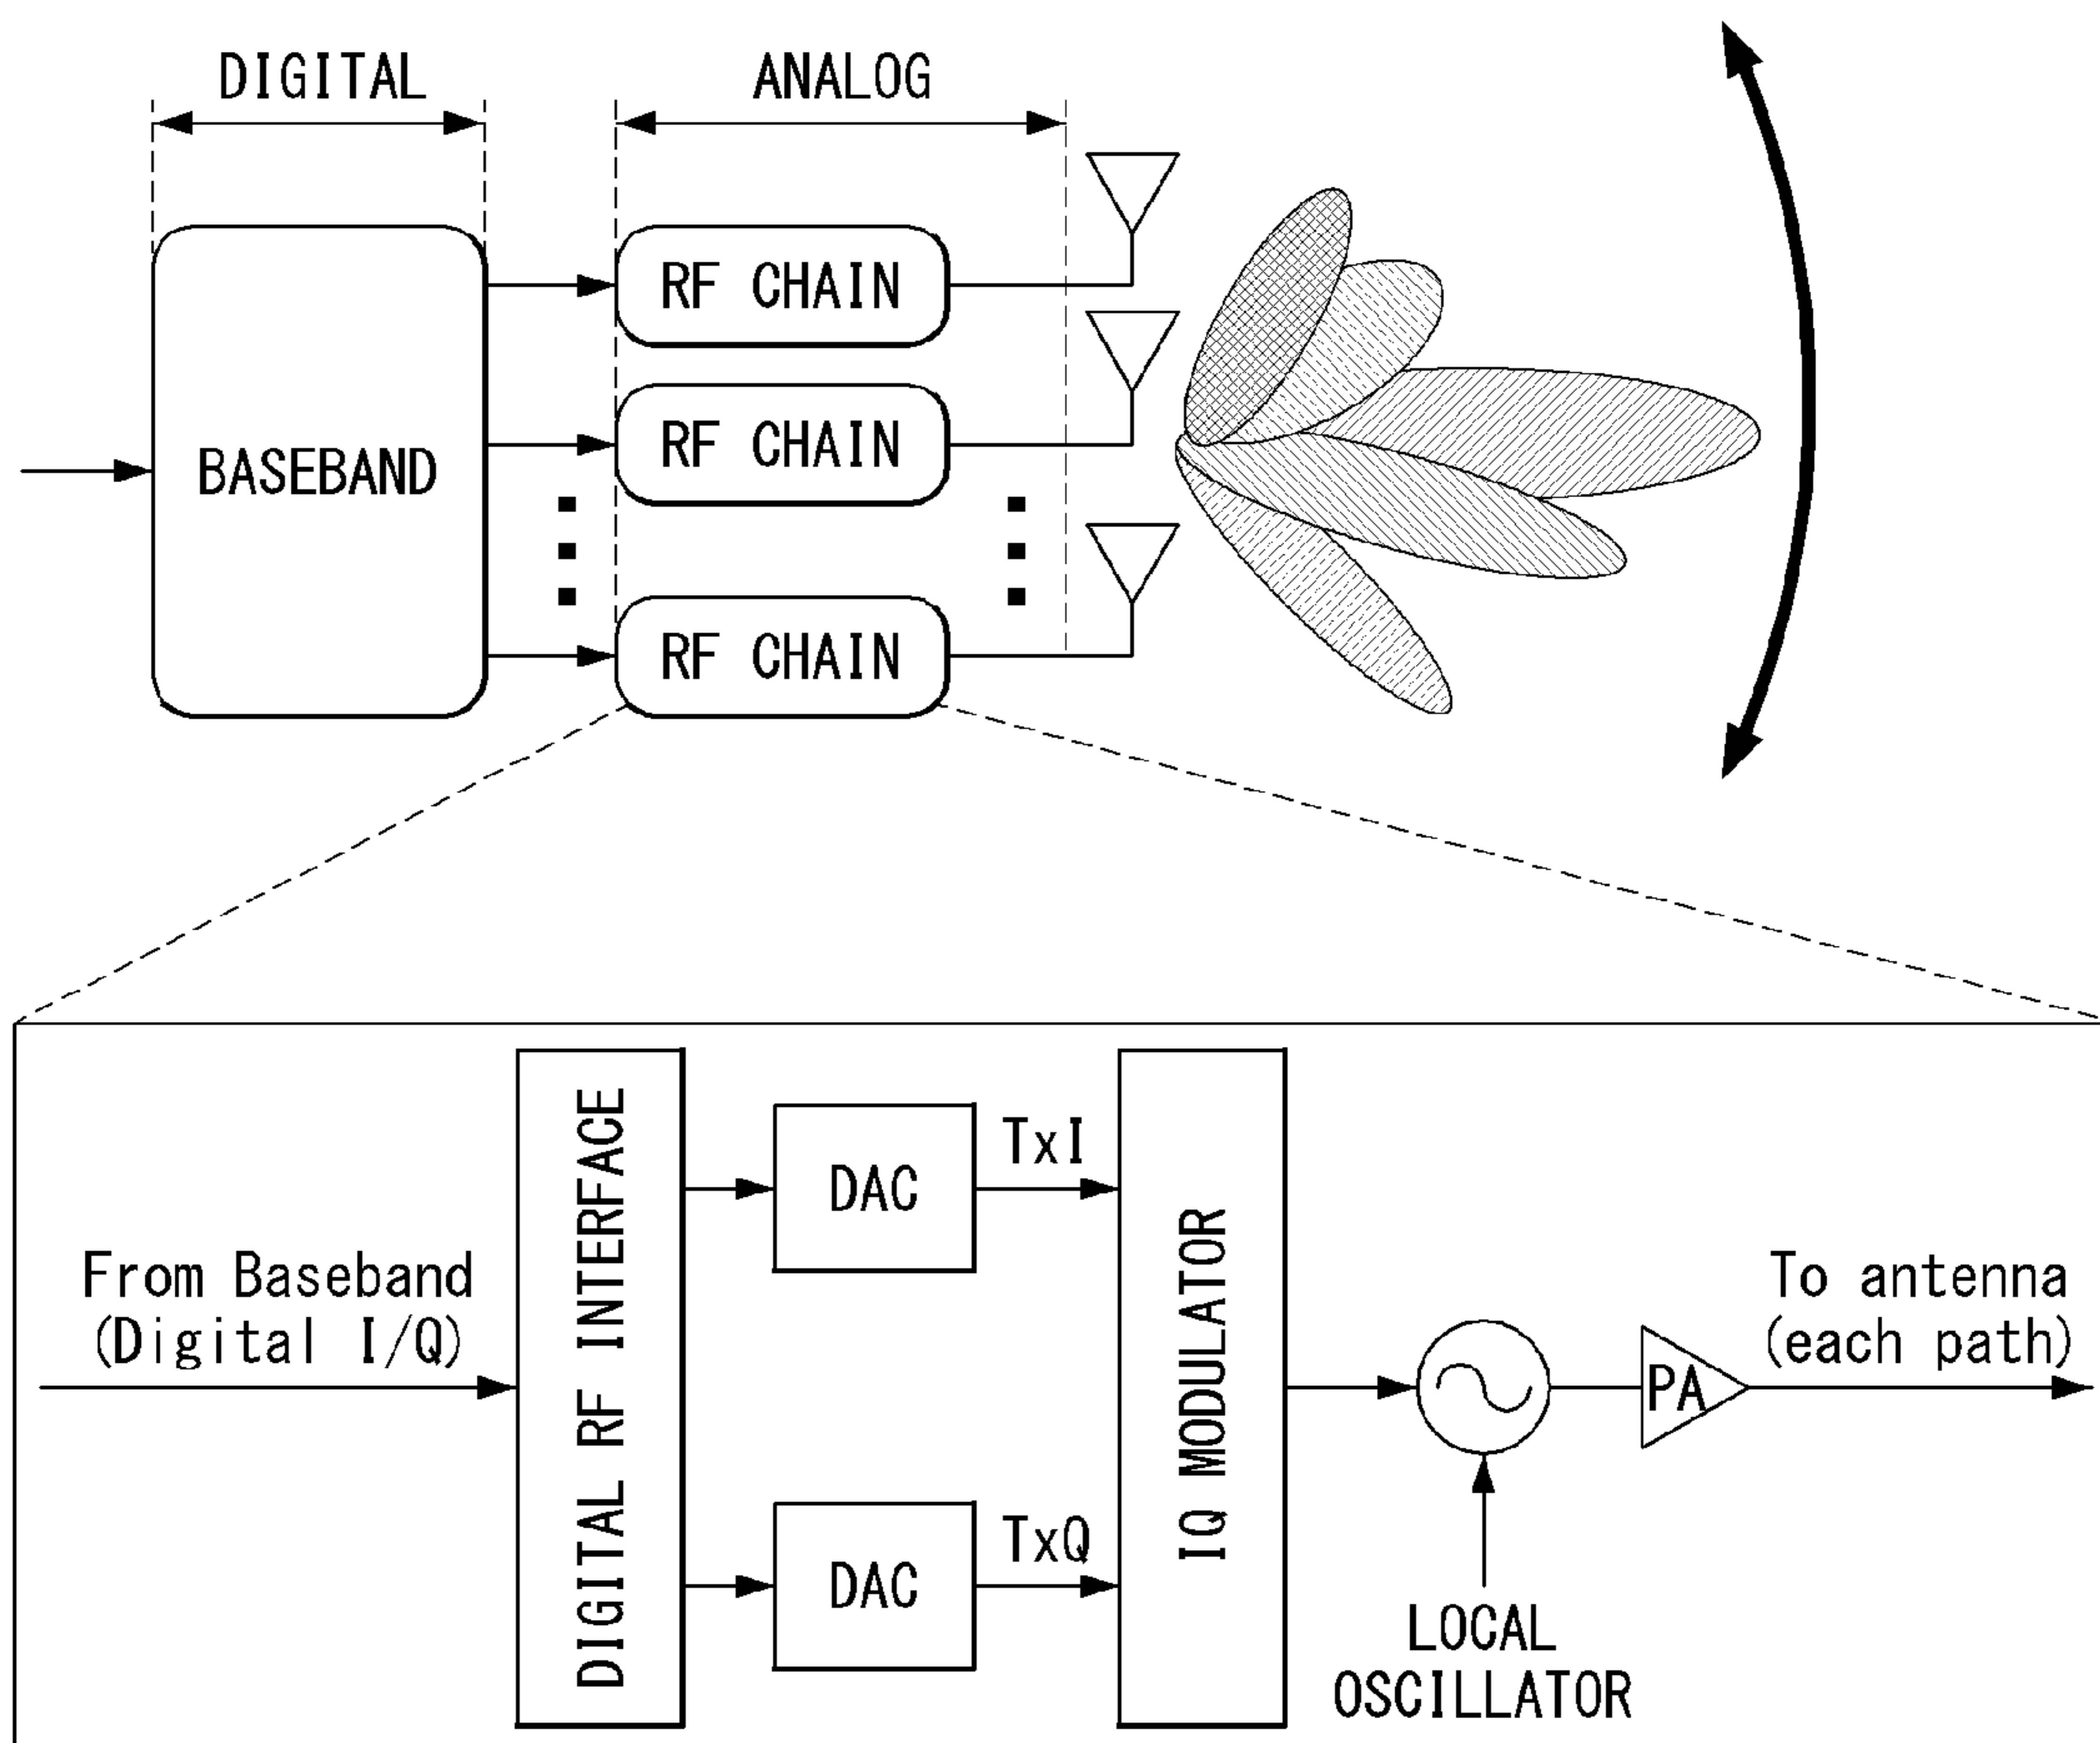 DIGITAL
ANALOG
BASEBAND
RF CHAIN
RF CHAIN
RF CHAIN
From Baseband
(Digital I/Q)
DIGITAL RF INTERFACE
DAC
TxI
DAC
TxQ
IQ MODULATOR
LOCAL
OSCILLATOR
PA
To antenna
(each path)